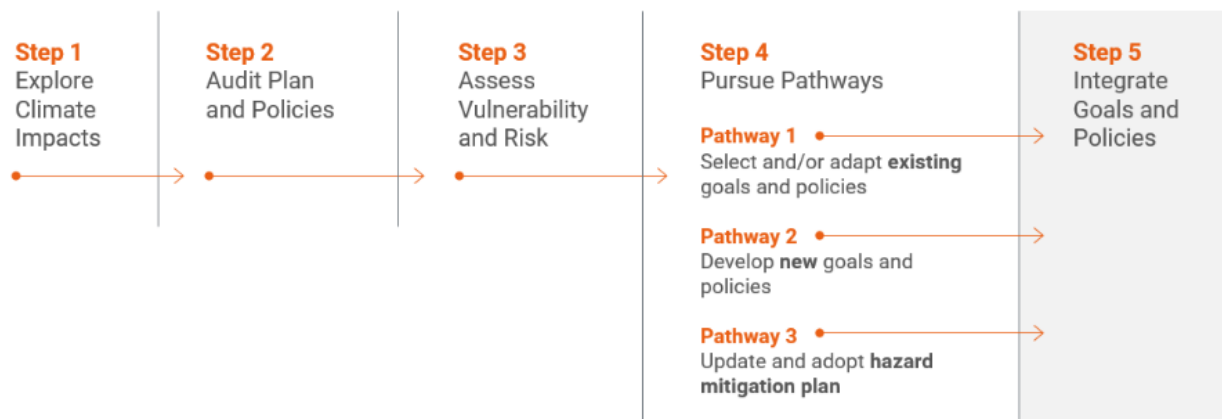 Step 1
Explore
Climate
Impacts
Step 2
Audit Plan
and Policies
Step 3
Assess
Vulnerability
and Risk
Step 4
Pursue Pathways
Pathway 1
Select and/or adapt existing
goals and policies
Pathway 2
Develop new goals and
policies
Pathway 3
Update and adopt hazard
mitigation plan
Step 5
Integrate
Goals and
Policies